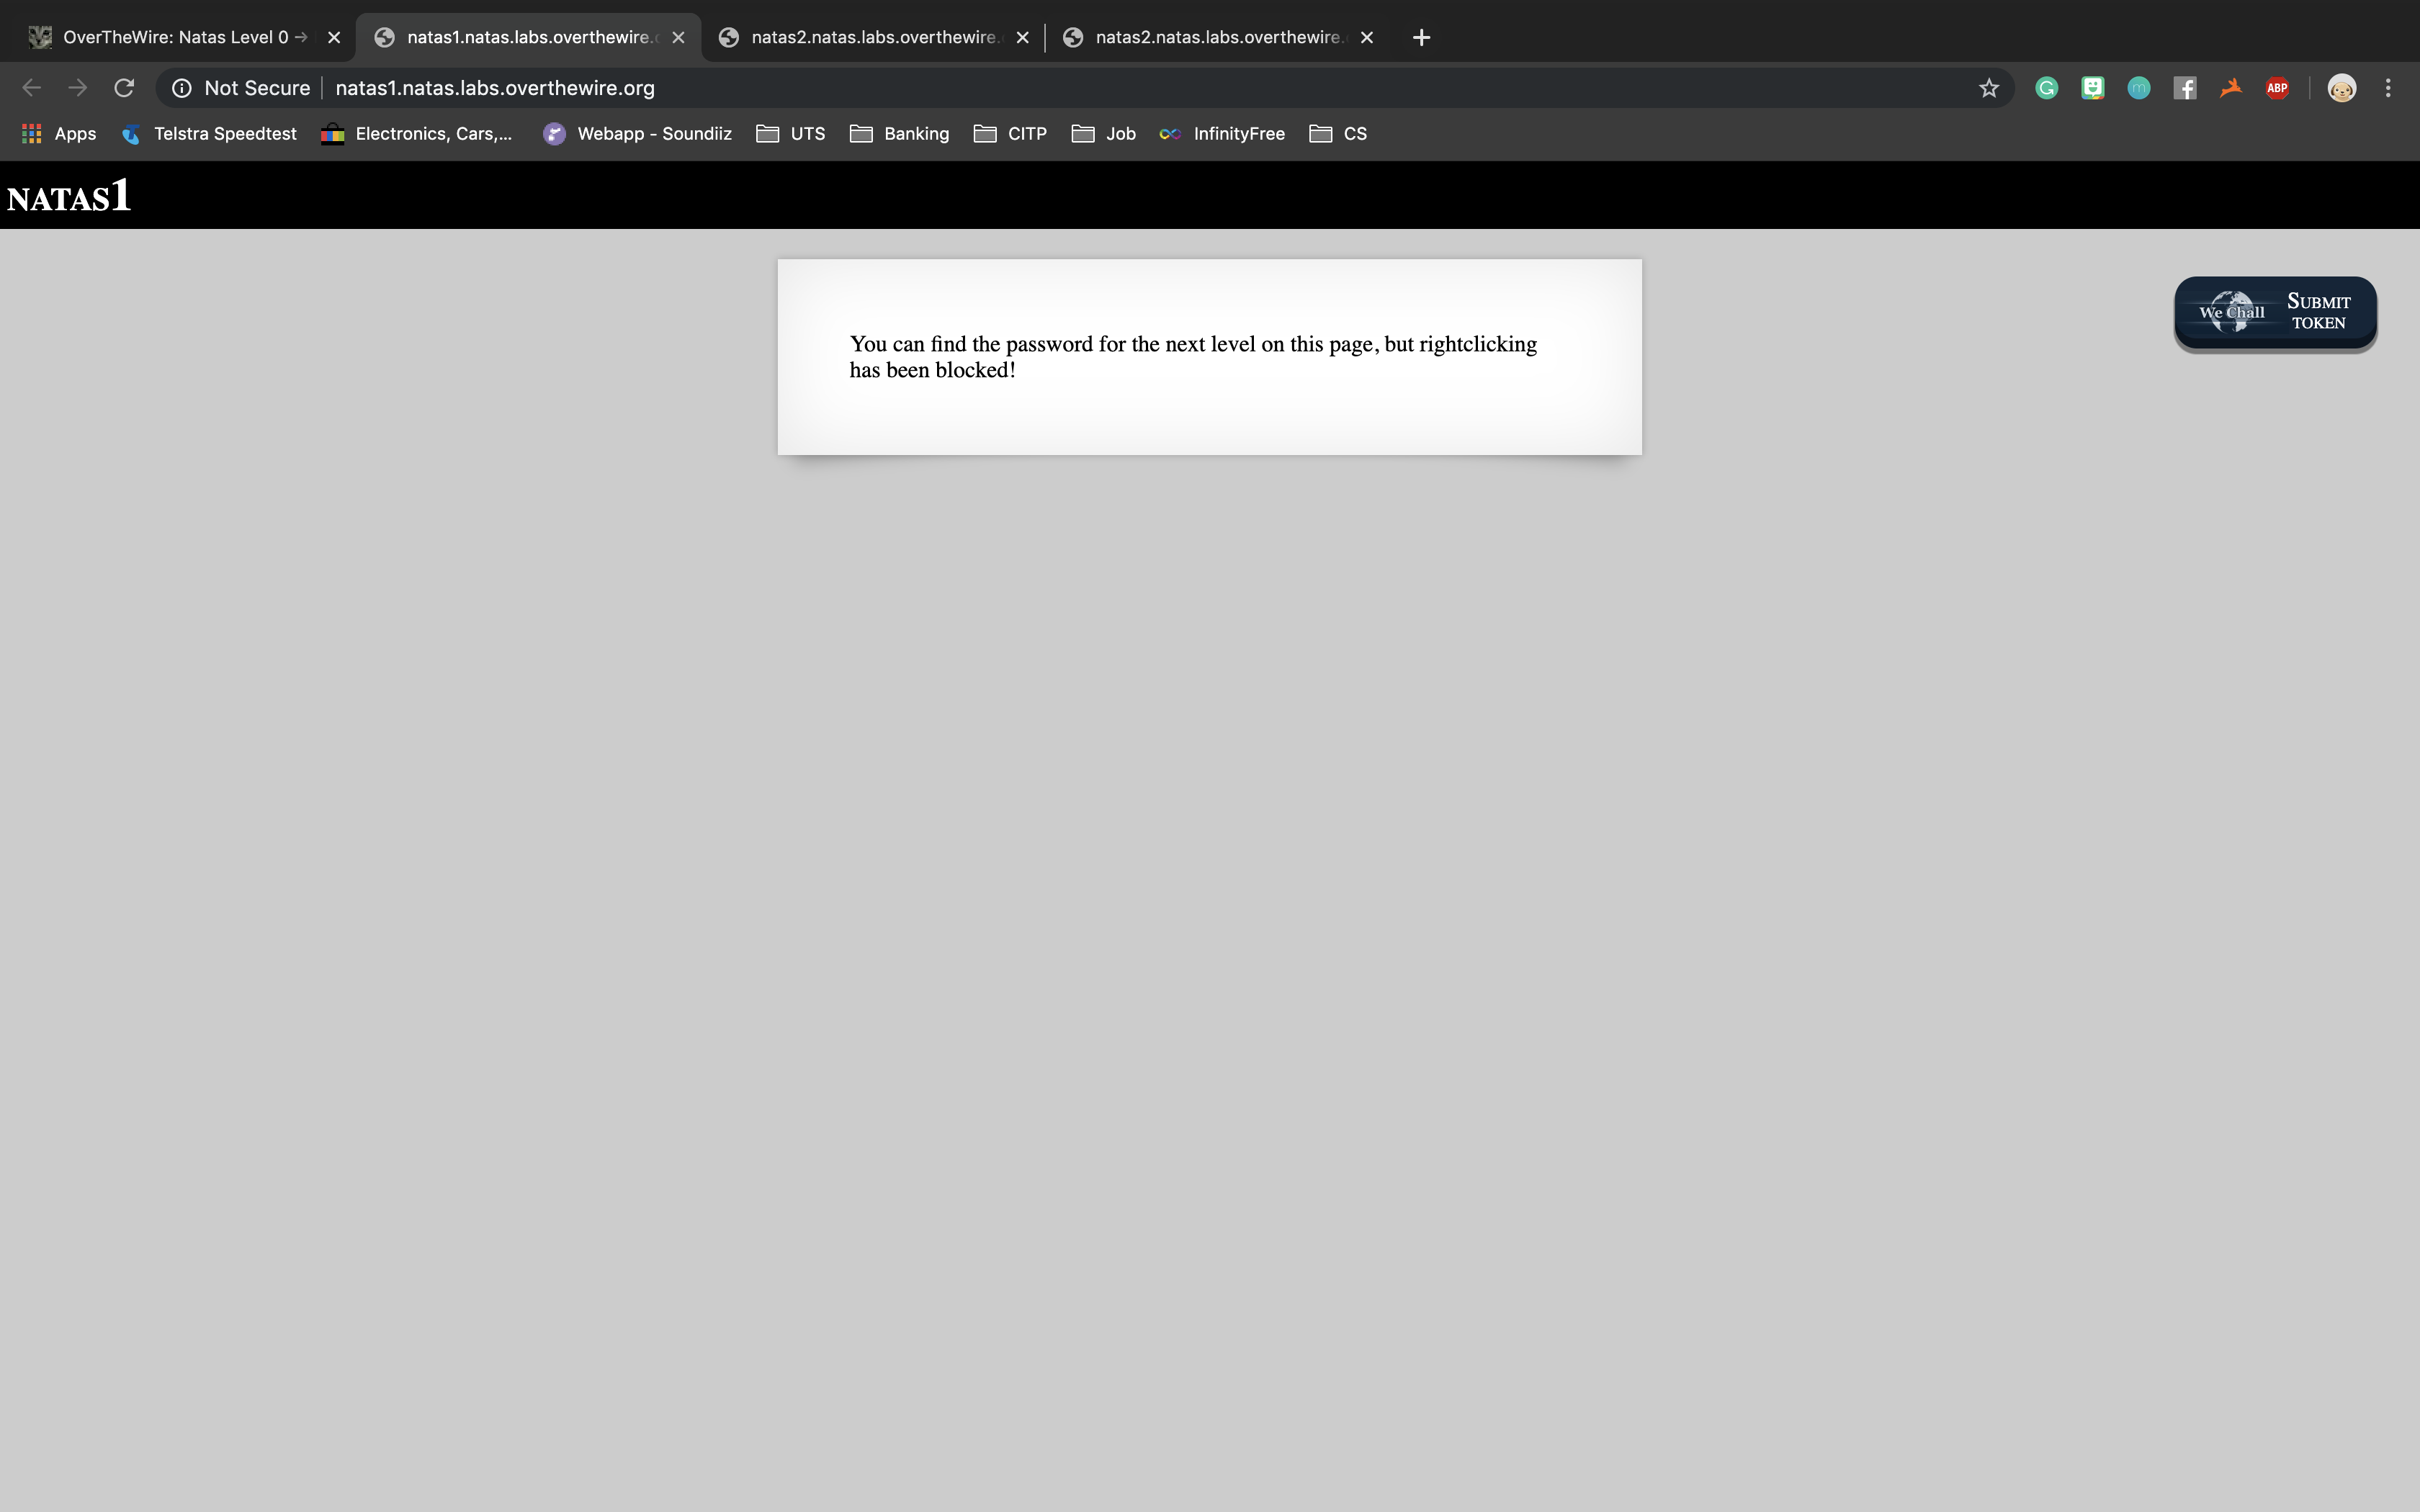 OverTheWire: Natas Level 0 →
natas1.natas.labs.overthewire.
natas2.natas.labs.overthewire.
natas2.natas.labs.overthewire.
Not Secure
natas1.natas.labs.overthewire.org
ABP
Apps
Telstra Speedtest
Electronics, Cars,...
Webapp - Soundiiz
UTS
Banking
CITP
Job
InfinityFree
CS
NATAS1
You can find the password for the next level on this page, but rightclicking
has been blocked!
We Chall
SUBMIT
TOKEN